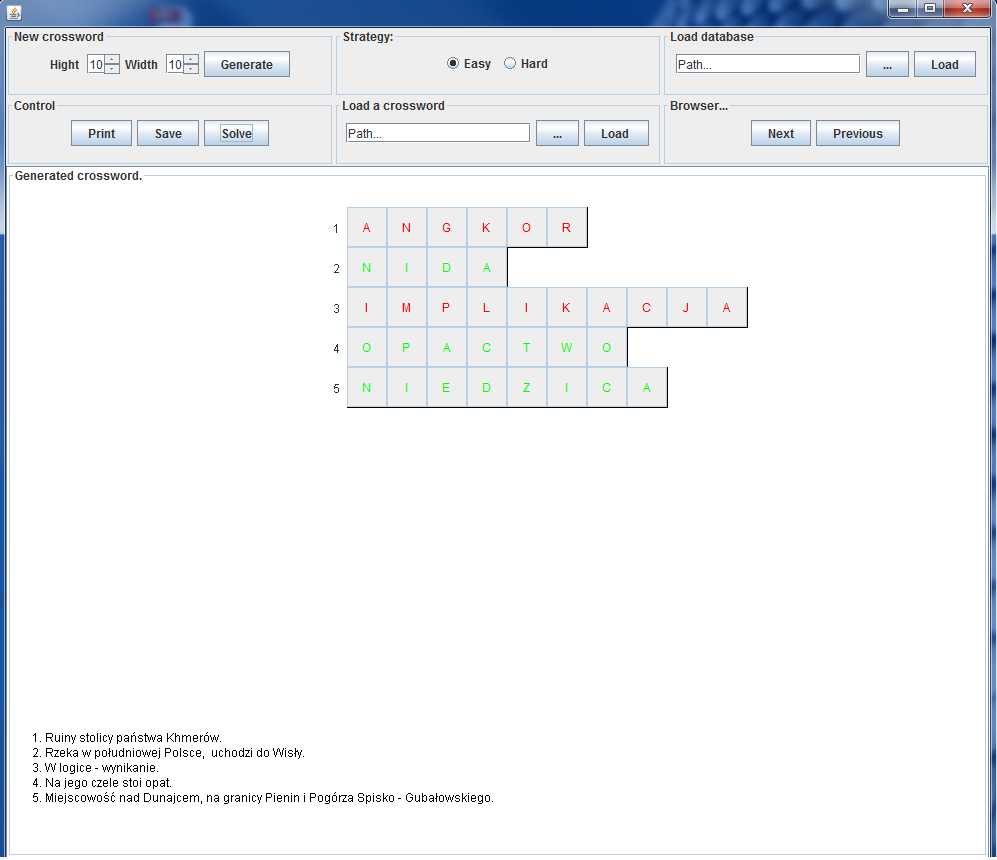 New crossword
Hight 10 Width 10 Generate
Strategy:
Easy Hard
Load database
Path... ... Load
Control
Print Save Solve
Load a crossword
Path... ... Load
Browser...
Next Previous
Generated crossword.
1 A N G K O R
2 N I D A
3 I M P L I K A C J A
4 O P A C T W O
5 N I E D Z I C A
1. Ruiny stolicy państwa Khmerów.
2. Rzeka w południowej Polsce, uchodzi do Wisły.
3. W logice - wynikanie.
4. Na jego czele stoi opat.
5. Miejscowość nad Dunajcem, na granicy Pienin i Pogórza Spisko - Gubałowskiego.